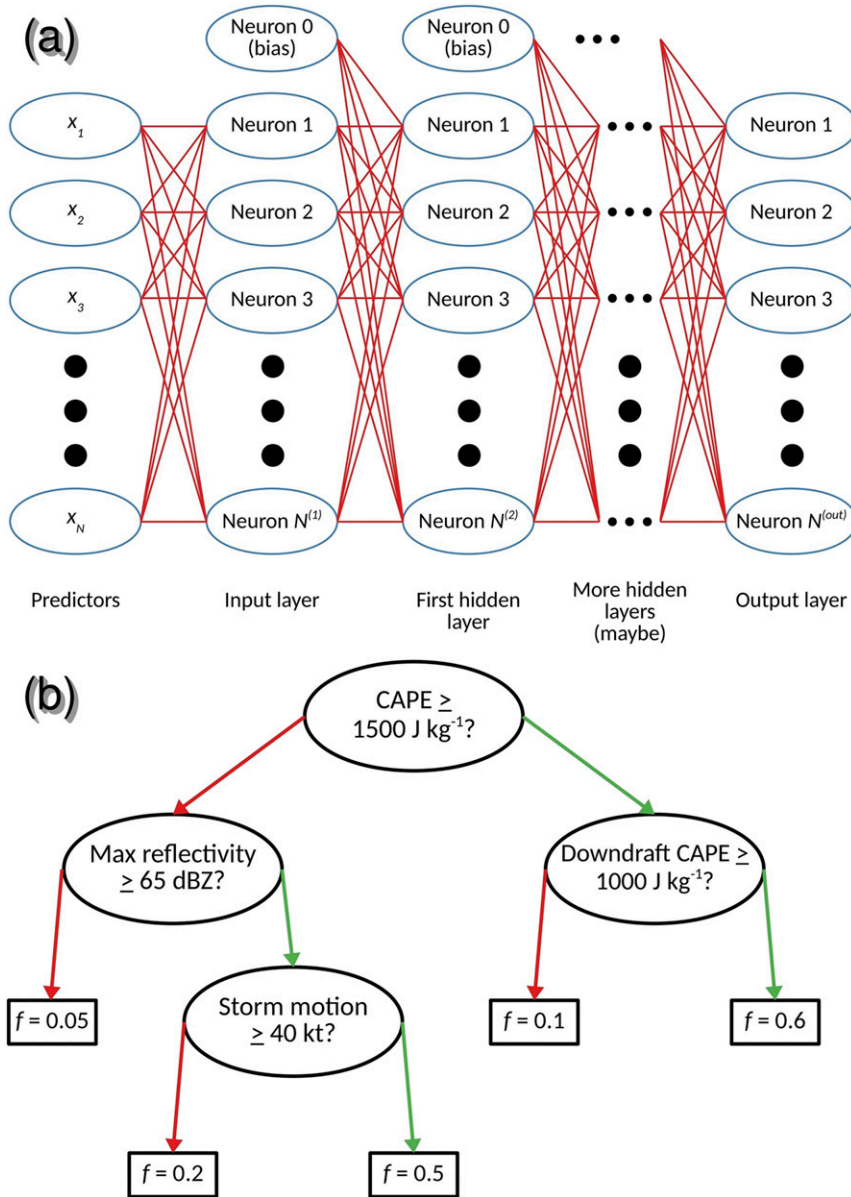 (a)
Neuron 0
(bias)
Neuron 0
(bias)
x1
Neuron 1
Neuron 1
Neuron 1
x2
Neuron 2
Neuron 2
Neuron 2
x3
Neuron 3
Neuron 3
Neuron 3
xN
Neuron N(1)
Neuron N(2)
Neuron N(out)
Predictors
Input layer
First hidden
layer
More hidden
layers
(maybe)
Output layer
(b)
CAPE ≥
1500 J kg-1?
Max reflectivity
≥ 65 dBZ?
Downdraft CAPE ≥
1000 J kg-1?
Storm motion
≥ 40 kt?
f = 0.05
f = 0.1
f = 0.6
f = 0.2
f = 0.5